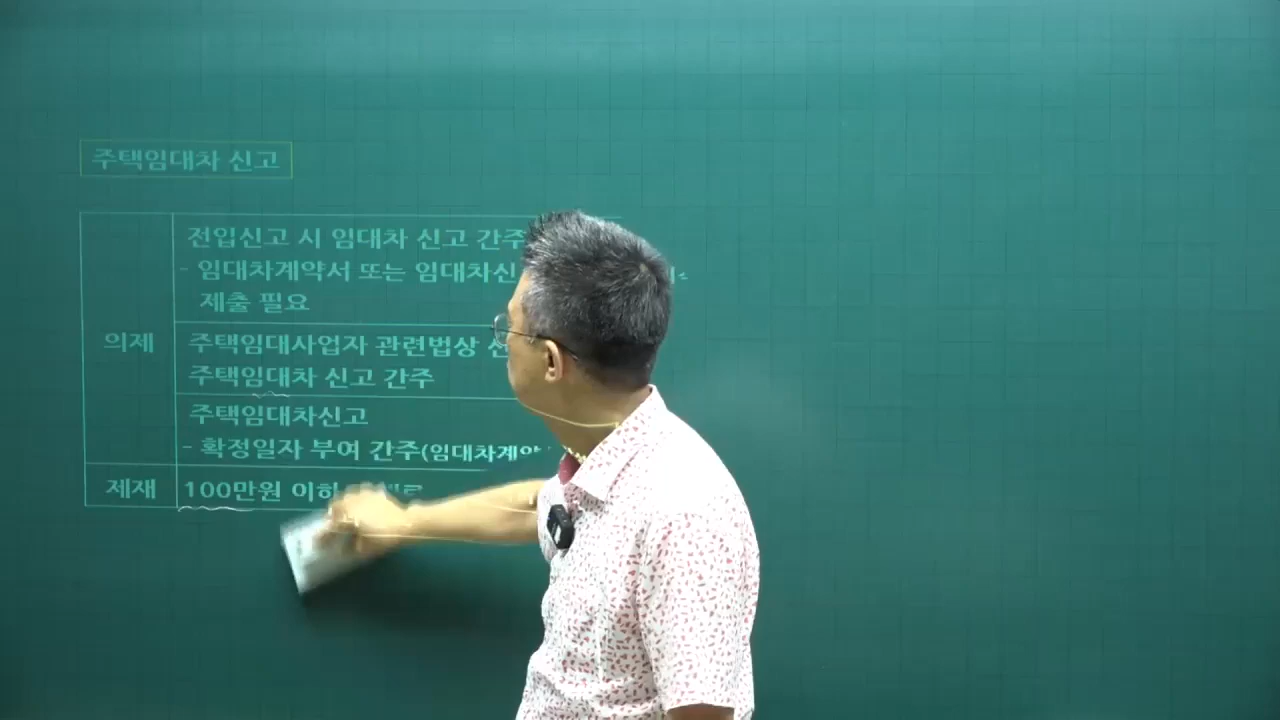 주택임대차 신고
전입신고 시 임대차 신고 간주
- 임대차계약서 또는
제출 필요
의제
주택임대사업자 관련법상
주택임대차 신고 간주
주택임대차신고
- 확정일자 부여 간주(임대차계약
제재
100만원 이하